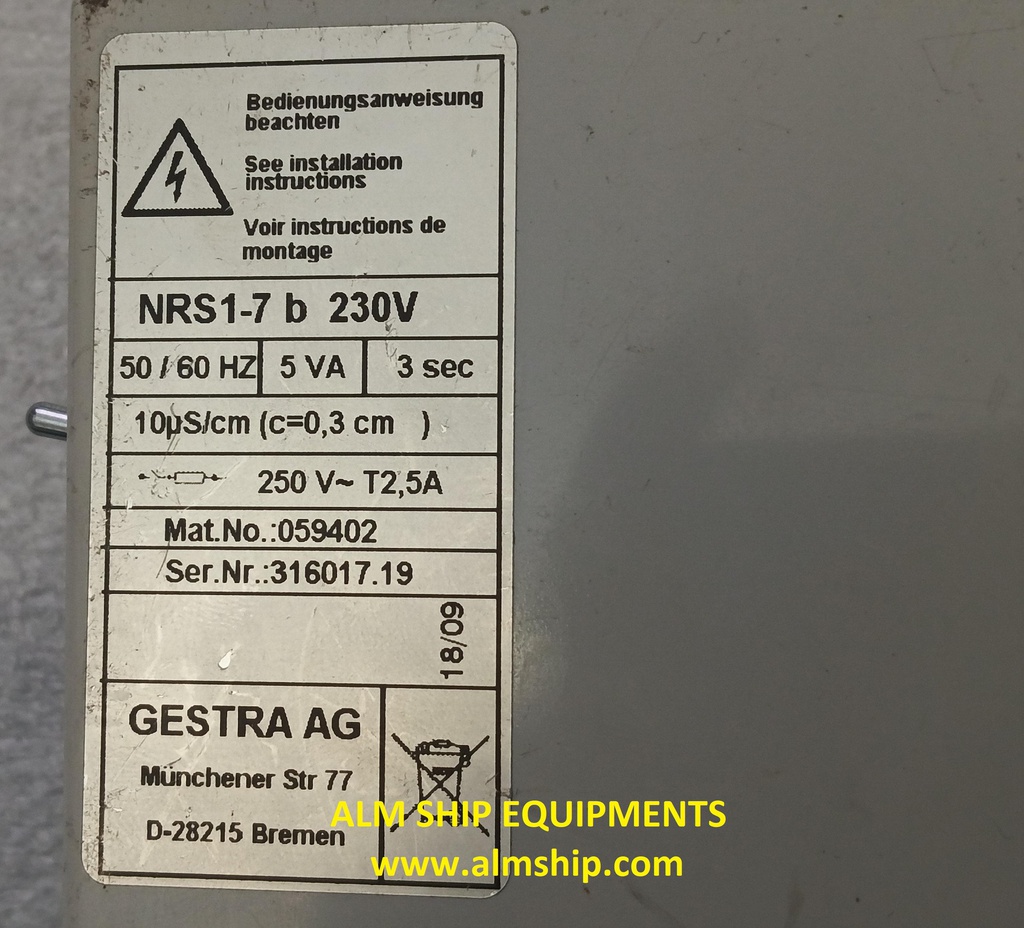 Bedienungsanweisung
beachten
See installation
instructions
Voir instructions de
montage
NRS1-7 b 230V
50 / 60 HZ 5 VA 3 sec
10µS/cm (c=0,3 cm )
250 V~ T2,5A
Mat.No.:059402
Ser.Nr.:316017.19
18/09
GESTRA AG
Münchener Str 77
D-28215 Bremen
ALM SHIP EQUIPMENTS
www.almship.com